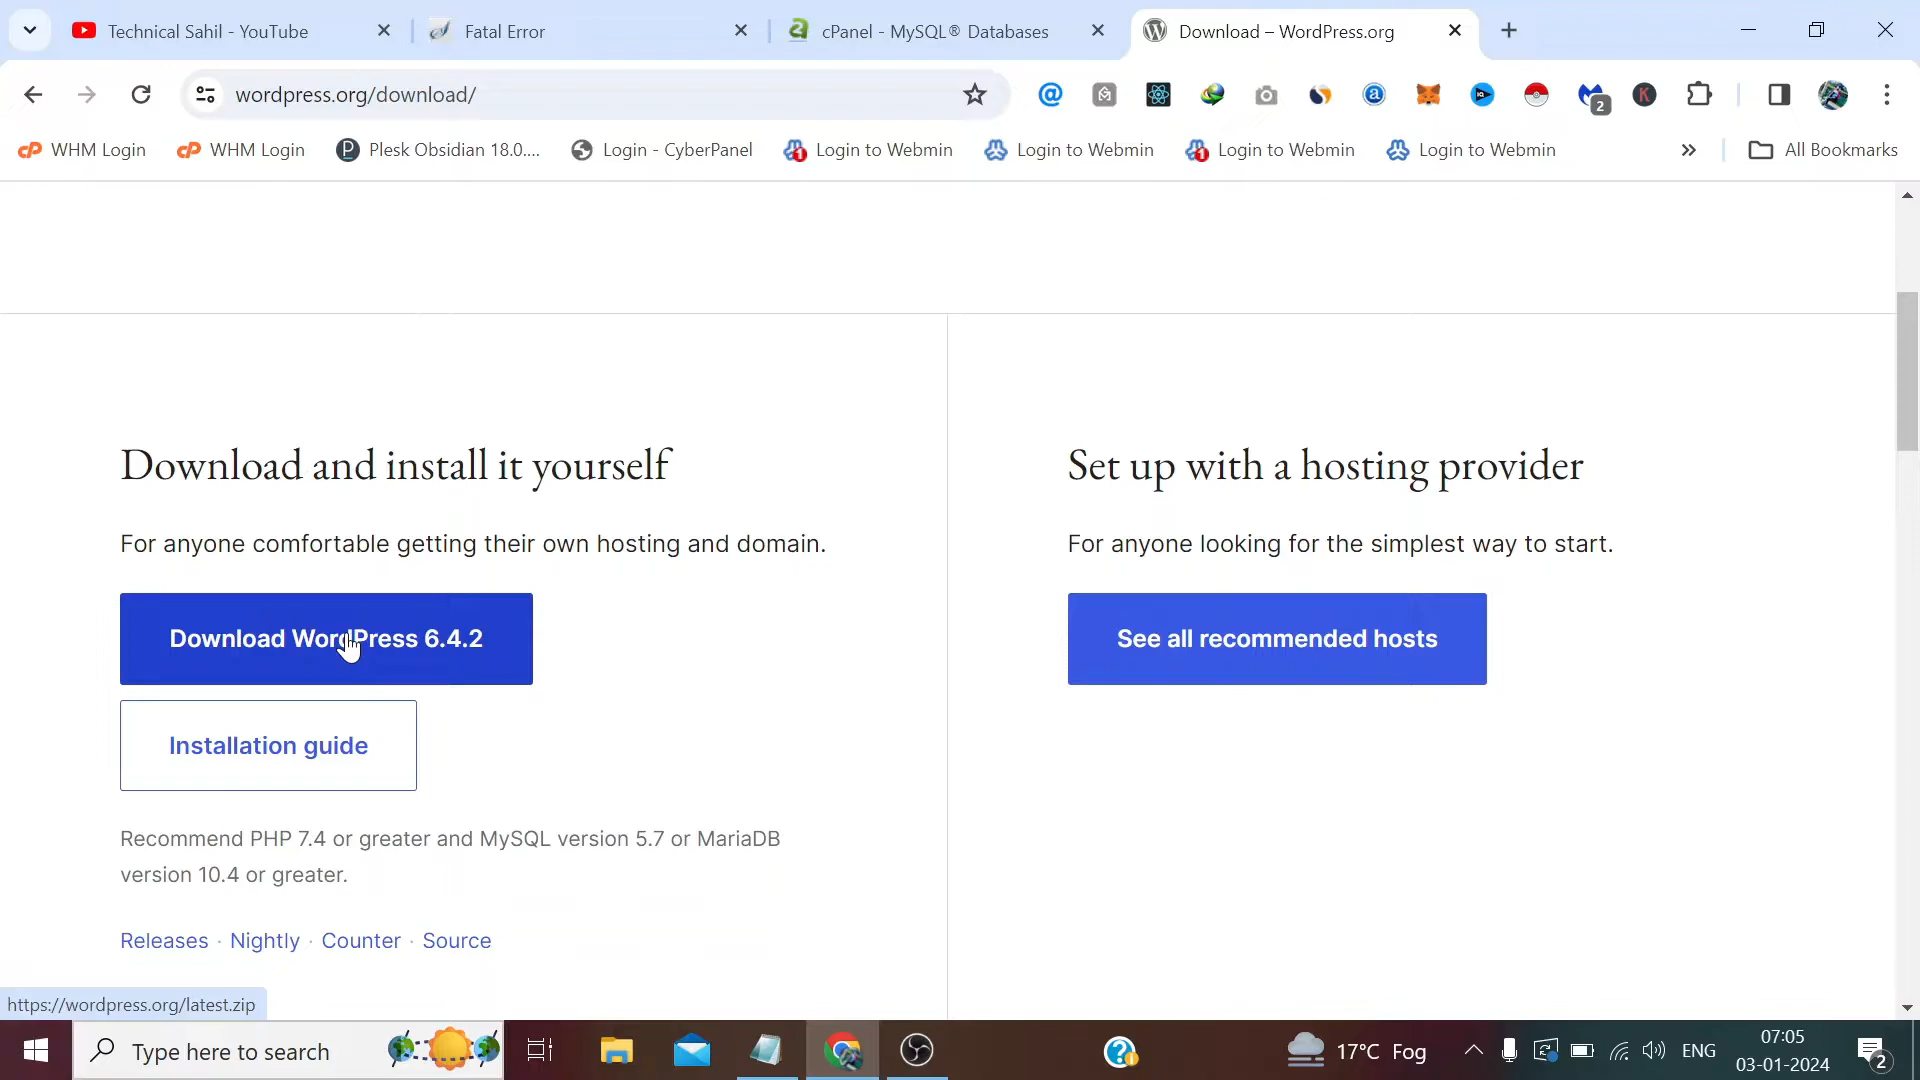 Technical Sahil - YouTube
Fatal Error
cPanel - MySQL® Databases
Download – WordPress.org
wordpress.org/download/
2
K
WHM Login
WHM Login
Plesk Obsidian 18.0....
Login - CyberPanel
Login to Webmin
Login to Webmin
Login to Webmin
Login to Webmin
»
All Bookmarks
Download and install it yourself
Set up with a hosting provider
For anyone comfortable getting their own hosting and domain.
For anyone looking for the simplest way to start.
Download WordPress 6.4.2
See all recommended hosts
Installation guide
Recommend PHP 7.4 or greater and MySQL version 5.7 or MariaDB
version 10.4 or greater.
Releases · Nightly · Counter · Source
https://wordpress.org/latest.zip
Type here to search
17°C Fog
ENG
07:05
03-01-2024
2